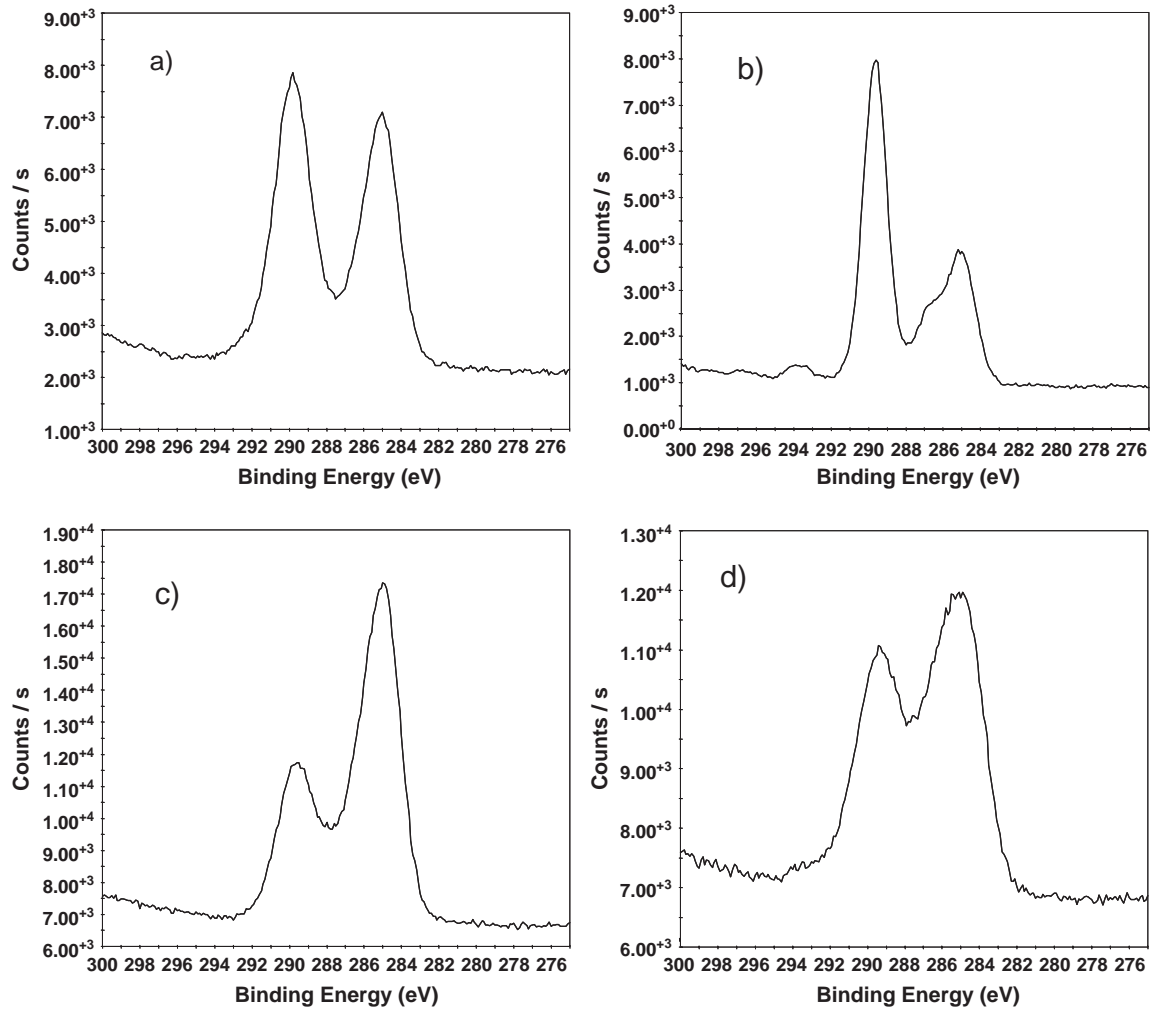 a)
9.00+3
8.00+3
7.00+3
6.00+3
5.00+3
4.00+3
3.00+3
2.00+3
1.00+3
Counts / s
300 298 296 294 292 290 288 286 284 282 280 278 276
Binding Energy (eV)
b)
9.00+3
8.00+3
7.00+3
6.00+3
5.00+3
4.00+3
3.00+3
2.00+3
1.00+3
0.00+0
Counts / s
300 298 296 294 292 290 288 286 284 282 280 278 276
Binding Energy (eV)
c)
1.90+4
1.80+4
1.70+4
1.60+4
1.50+4
1.40+4
1.30+4
1.20+4
1.10+4
1.00+4
9.00+3
8.00+3
7.00+3
6.00+3
Counts / s
300 298 296 294 292 290 288 286 284 282 280 278 276
Binding Energy (eV)
d)
1.30+4
1.20+4
1.10+4
1.00+4
9.00+3
8.00+3
7.00+3
6.00+3
Counts / s
300 298 296 294 292 290 288 286 284 282 280 278 276
Binding Energy (eV)